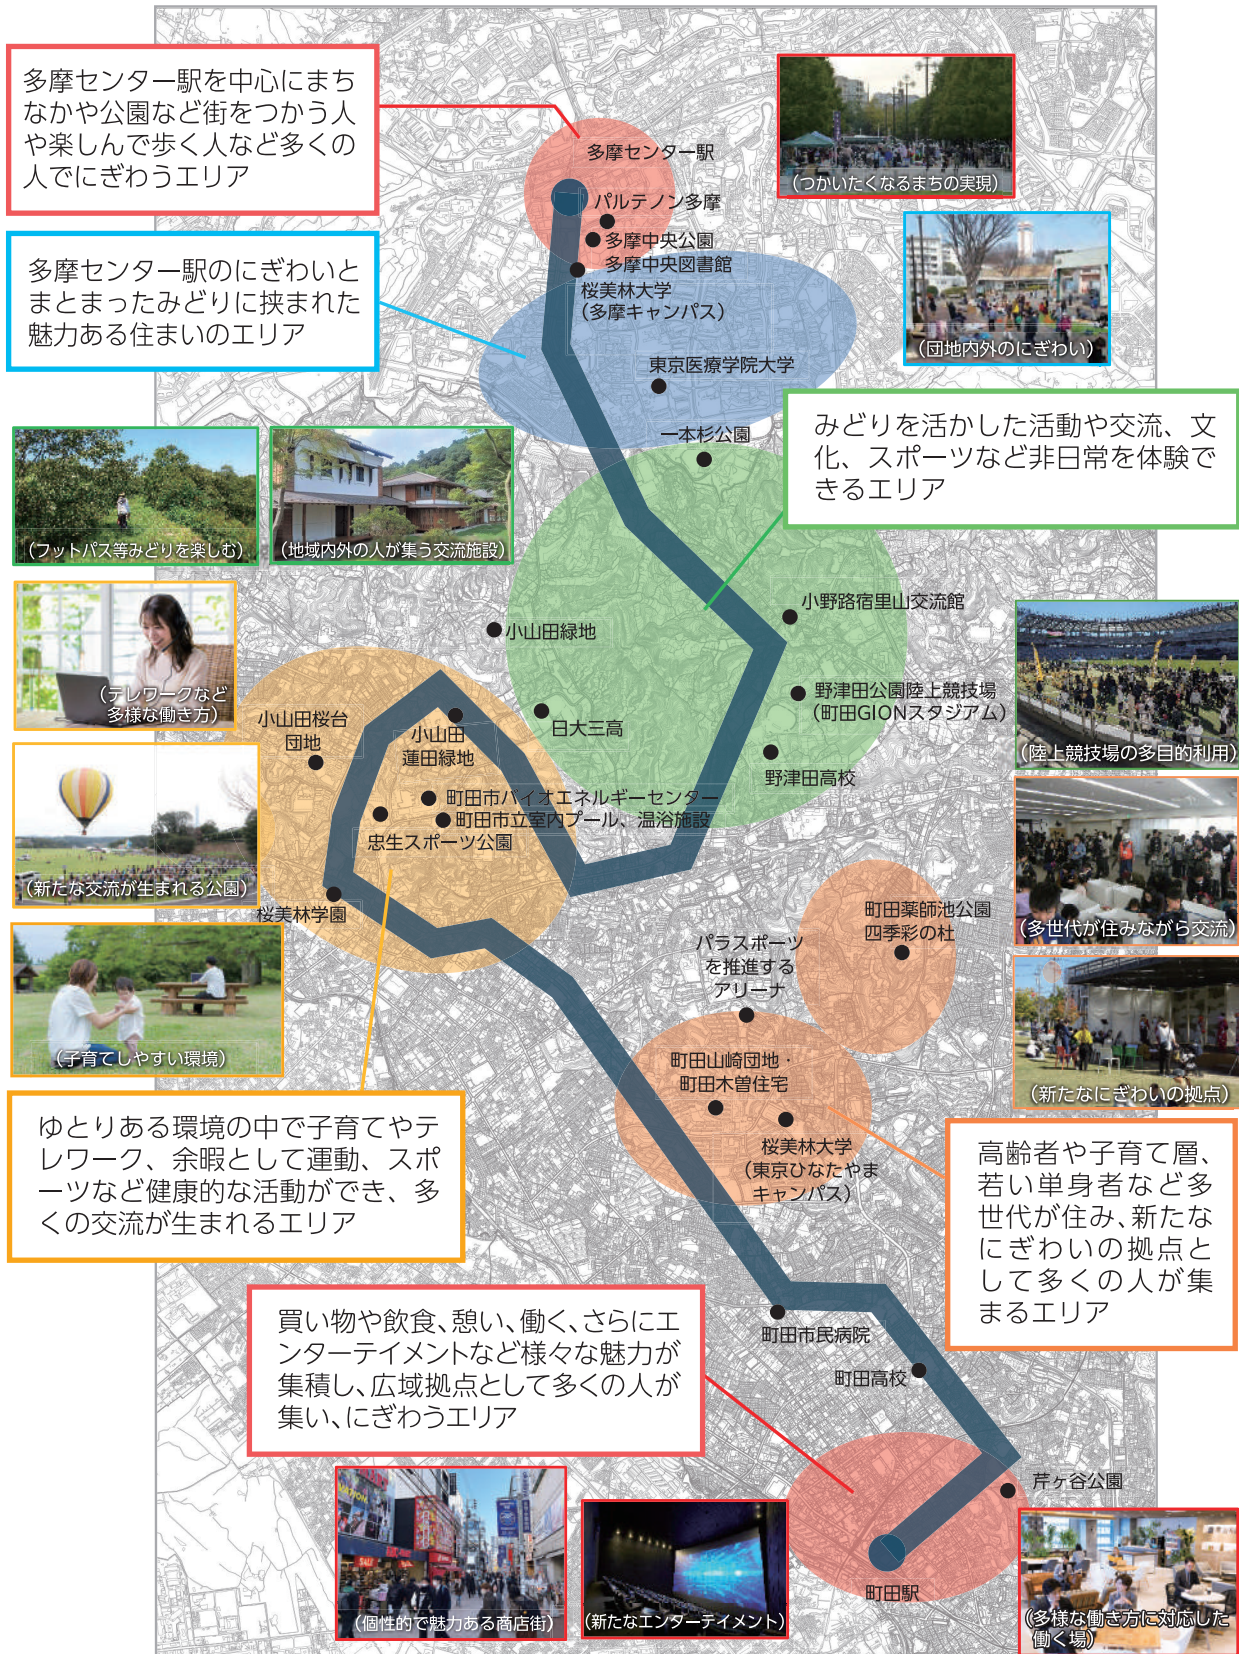 多摩センター駅を中心にまち
なかや公園など街をつかう人
や楽しんで歩く人など多くの
人でにぎわうエリア
多摩センター駅
(つかいたくなるまちの実現)
パルテノン多摩
多摩中央公園
多摩中央図書館
多摩センター駅のにぎわいと
まとまったみどりに挟まれた
魅力ある住まいのエリア
桜美林大学
(多摩キャンパス)
(団地内外のにぎわい)
東京医療学院大学
一本杉公園
みどりを活かした活動や交流、文
化、スポーツなど非日常を体験で
きるエリア
(フットパス等みどりを楽しむ)
(地域内外の人が集う交流施設)
小野路宿里山交流館
小山田緑地
(テレワークなど
多様な働き方)
野津田公園陸上競技場
(町田GIONスタジアム)
小山田桜台
団地
小山田
蓮田緑地
日大三高
(陸上競技場の多目的利用)
野津田高校
町田市バイオエネルギーセンター
町田市立室内プール、温浴施設
忠生スポーツ公園
(新たな交流が生まれる公園)
桜美林学園
町田薬師池公園
四季彩の杜
(多世代が住みながら交流)
パラスポーツ
を推進する
アリーナ
(子育てしやすい環境)
町田山崎団地・
町田木曽住宅
(新たなにぎわいの拠点)
桜美林大学
(東京ひなたやま
キャンパス)
ゆとりある環境の中で子育てやテ
レワーク、余暇として運動、スポ
ーツなど健康的な活動ができ、多
くの交流が生まれるエリア
高齢者や子育て層、
若い単身者など多
世代が住み、新たな
にぎわいの拠点と
して多くの人が集
まるエリア
買い物や飲食、憩い、働く、さらにエ
ンターテイメントなど様々な魅力が
集積し、広域拠点として多くの人が
集い、にぎわうエリア
町田市民病院
町田高校
芹ヶ谷公園
SALE
(個性的で魅力ある商店街)
(新たなエンターテイメント)
町田駅
(多様な働き方に対応した
働く場)